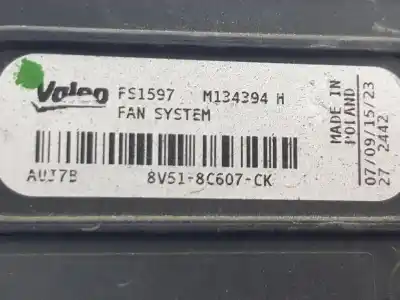 Valeo FS1597 M134394 H
FAN SYSTEM
AUJ7B 8V51-8C607-CK
MADE IN
POLAND
07/09/15/23
27 2442